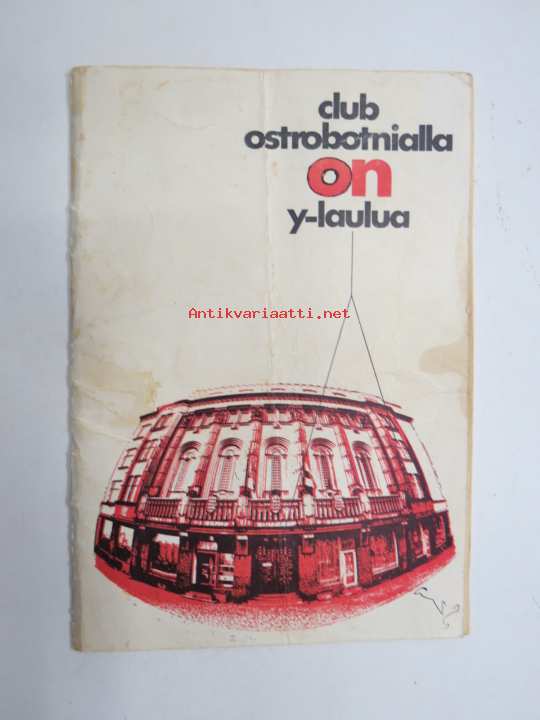 club
ostrobotnialla
on
y-laulua
Antikvariaatti.net